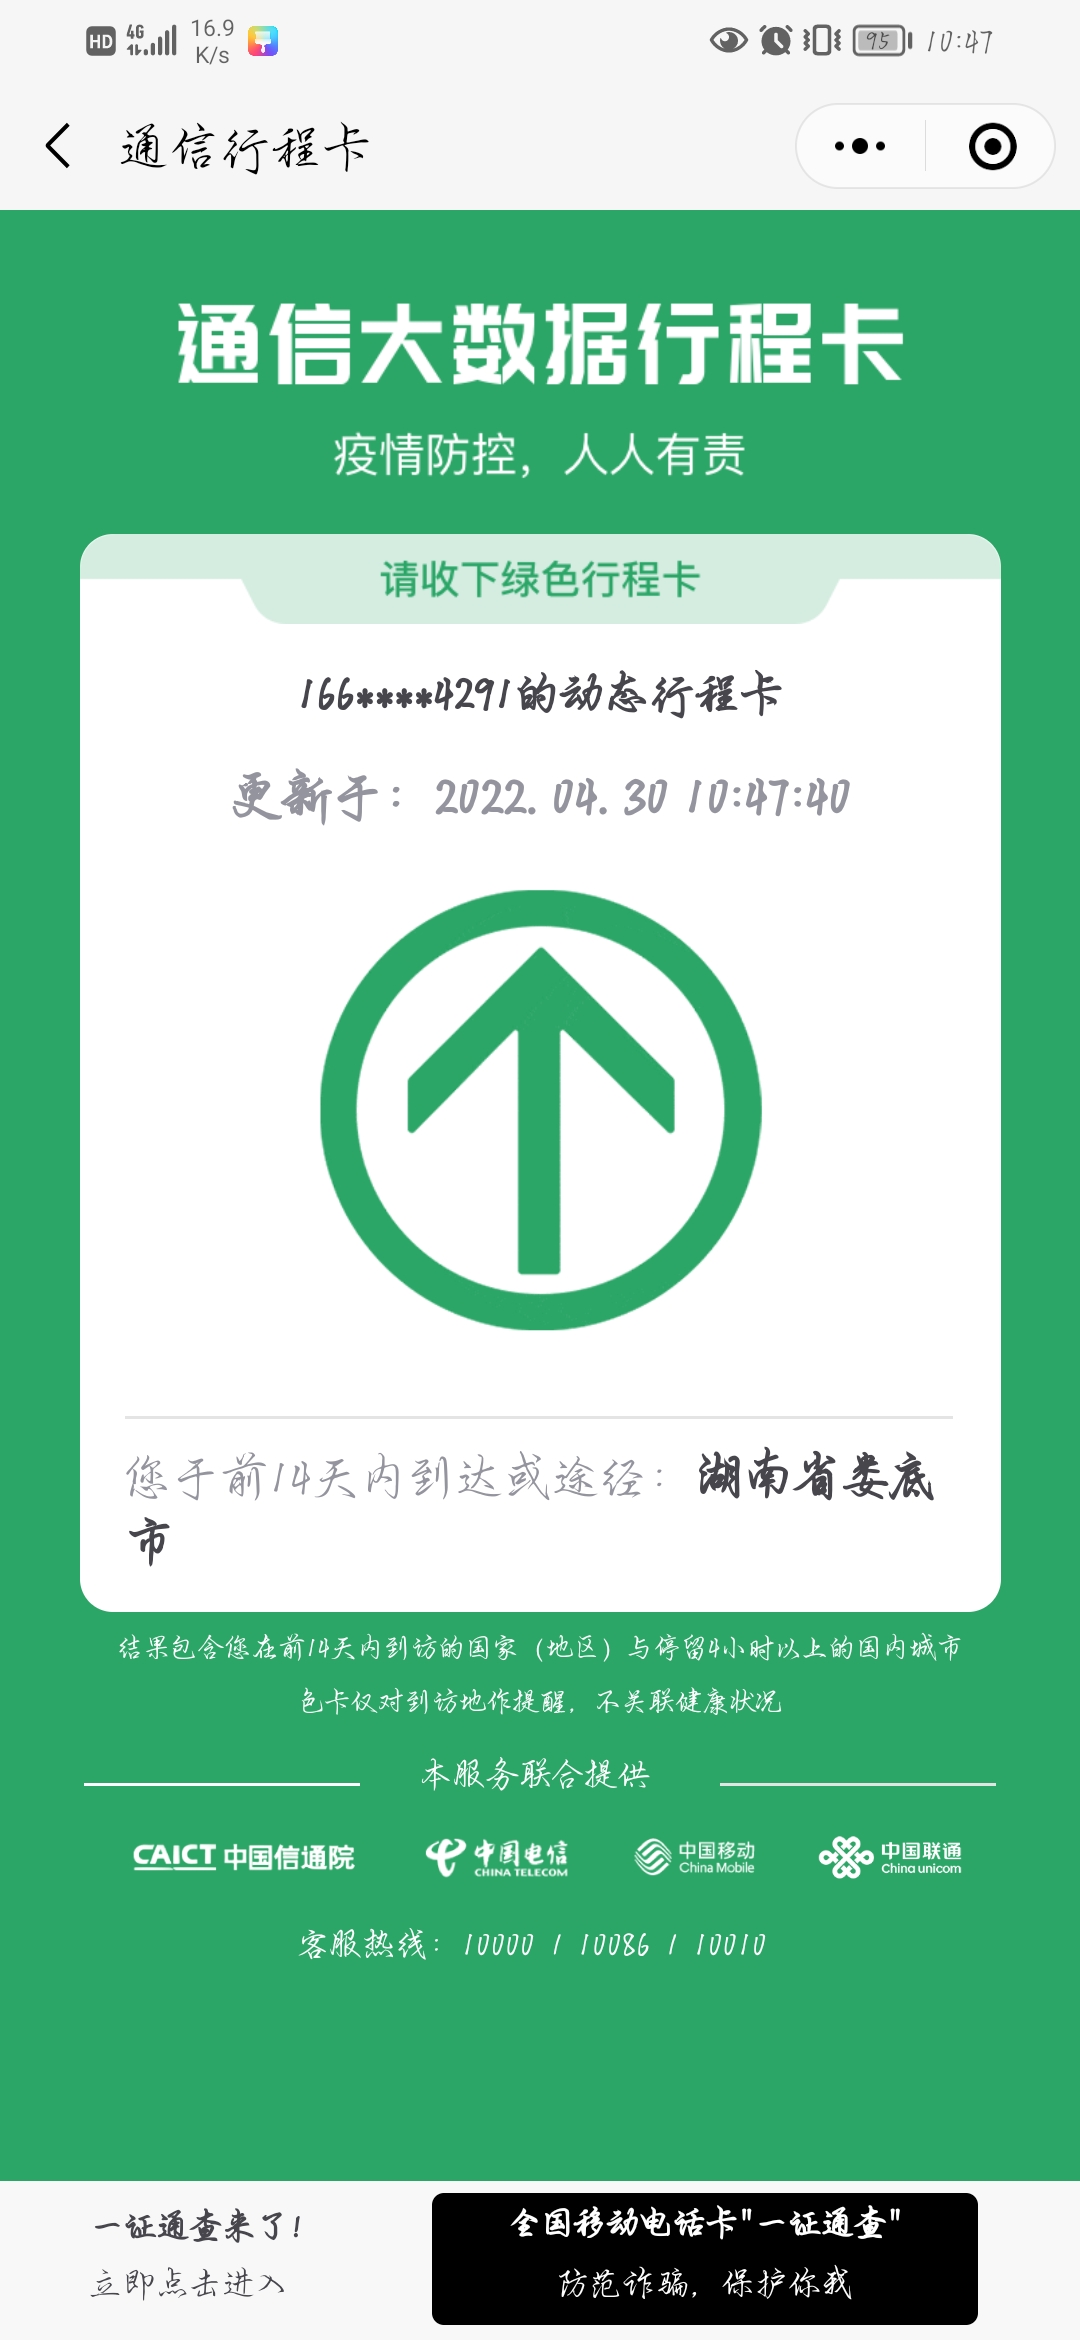 HD 4G 16.9 K/s 95 10:47
通信行程卡
通信大数据行程卡
疫情防控，人人有责
请收下绿色行程卡
166****4291的动态行程卡
更新于：2022.04.30 10:47:40
您于前14天内到达或途经：湖南省娄底
市
结果包含您在前14天内到访的国家（地区）与停留4小时以上的国内城市
色卡仅对到访地作提醒，不关联健康状况
本服务联合提供
CAICT 中国信通院 中国电信 CHINA TELECOM 中国移动 China Mobile 中国联通 China unicom
客服热线：10000 / 10086 / 10010
一证通查来了！
立即点击进入
全国移动电话卡"一证通查"
防范诈骗，保护你我